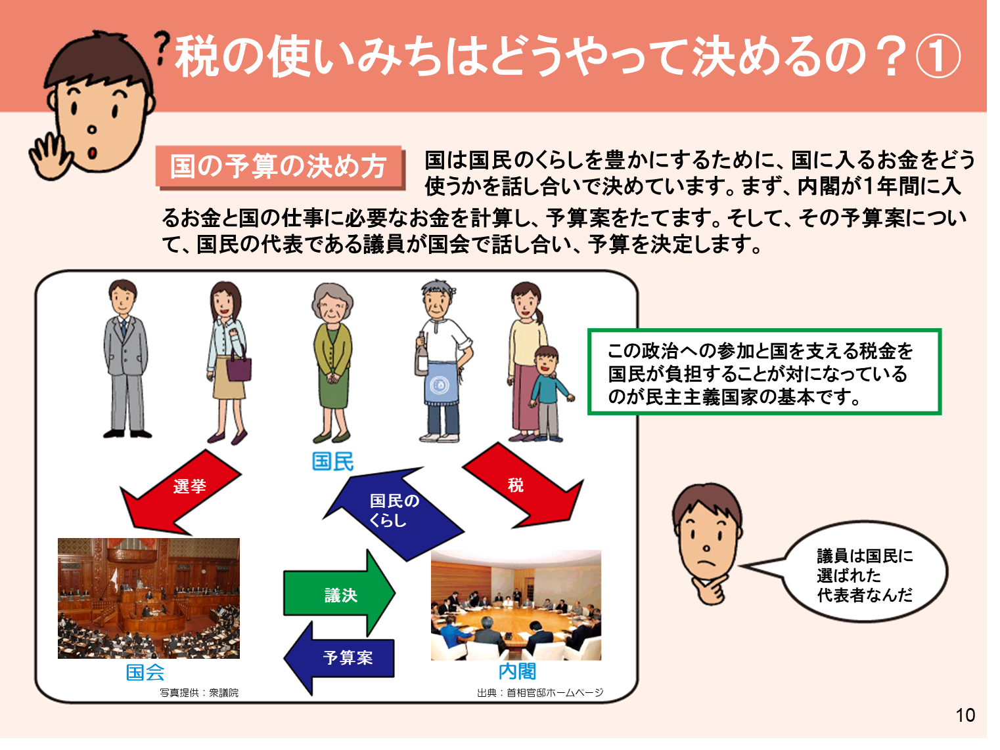 ?税の使いみちはどうやって決めるの？①
国の予算の決め方
国は国民のくらしを豊かにするために、国に入るお金をどう
使うかを話し合いで決めています。まず、内閣が1年間に入
るお金と国の仕事に必要なお金を計算し、予算案をたてます。そして、その予算案につい
て、国民の代表である議員が国会で話し合い、予算を決定します。
酒
この政治への参加と国を支える税金を
国民が負担することが対になっている
のが民主主義国家の基本です。
国民
選挙
国民の
くらし
税
議決
予算案
国会
写真提供：衆議院
内閣
出典：首相官邸ホームページ
議員は国民に
選ばれた
代表者なんだ
10